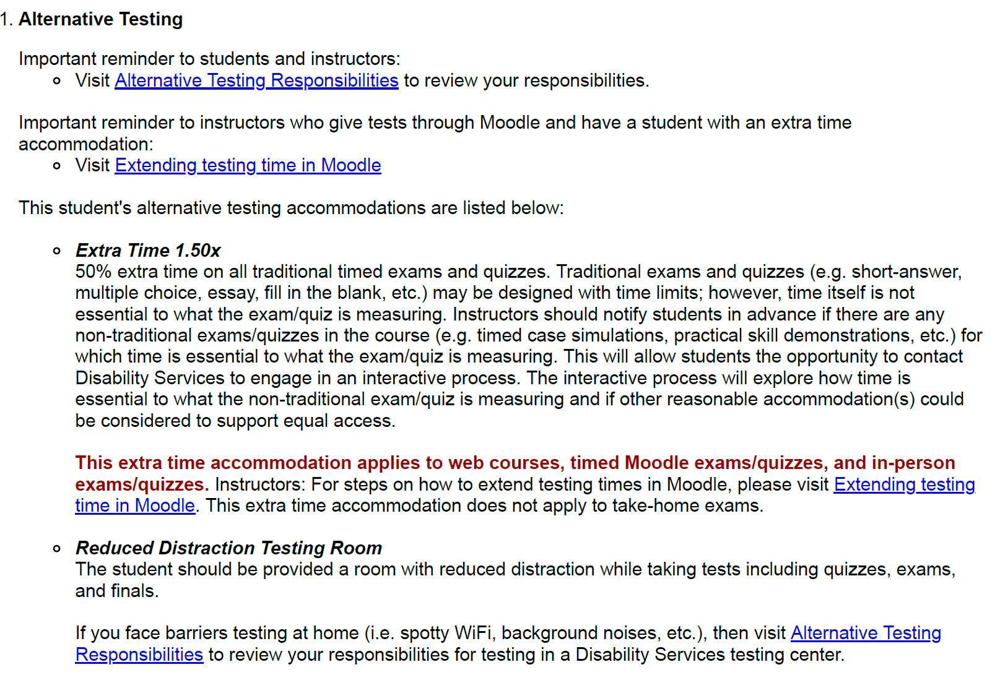 1. Alternative Testing
Important reminder to students and instructors:
Visit Alternative Testing Responsibilities to review your responsibilities.
Important reminder to instructors who give tests through Moodle and have a student with an extra time
accommodation:
Visit Extending testing time in Moodle
This student's alternative testing accommodations are listed below:
Extra Time 1.50x
50% extra time on all traditional timed exams and quizzes. Traditional exams and quizzes (e.g. short-answer,
multiple choice, essay, fill in the blank, etc.) may be designed with time limits; however, time itself is not
essential to what the exam/quiz is measuring. Instructors should notify students in advance if there are any
non-traditional exams/quizzes in the course (e.g. timed case simulations, practical skill demonstrations, etc.) for
which time is essential to what the exam/quiz is measuring. This will allow students the opportunity to contact
Disability Services to engage in an interactive process. The interactive process will explore how time is
essential to what the non-traditional exam/quiz is measuring and if other reasonable accommodation(s) could
be considered to support equal access.
This extra time accommodation applies to web courses, timed Moodle exams/quizzes, and in-person
exams/quizzes. Instructors: For steps on how to extend testing times in Moodle, please visit Extending testing
time in Moodle. This extra time accommodation does not apply to take-home exams.
Reduced Distraction Testing Room
The student should be provided a room with reduced distraction while taking tests including quizzes, exams,
and finals.
If you face barriers testing at home (i.e. spotty WiFi, background noises, etc.), then visit Alternative Testing
Responsibilities to review your responsibilities for testing in a Disability Services testing center.